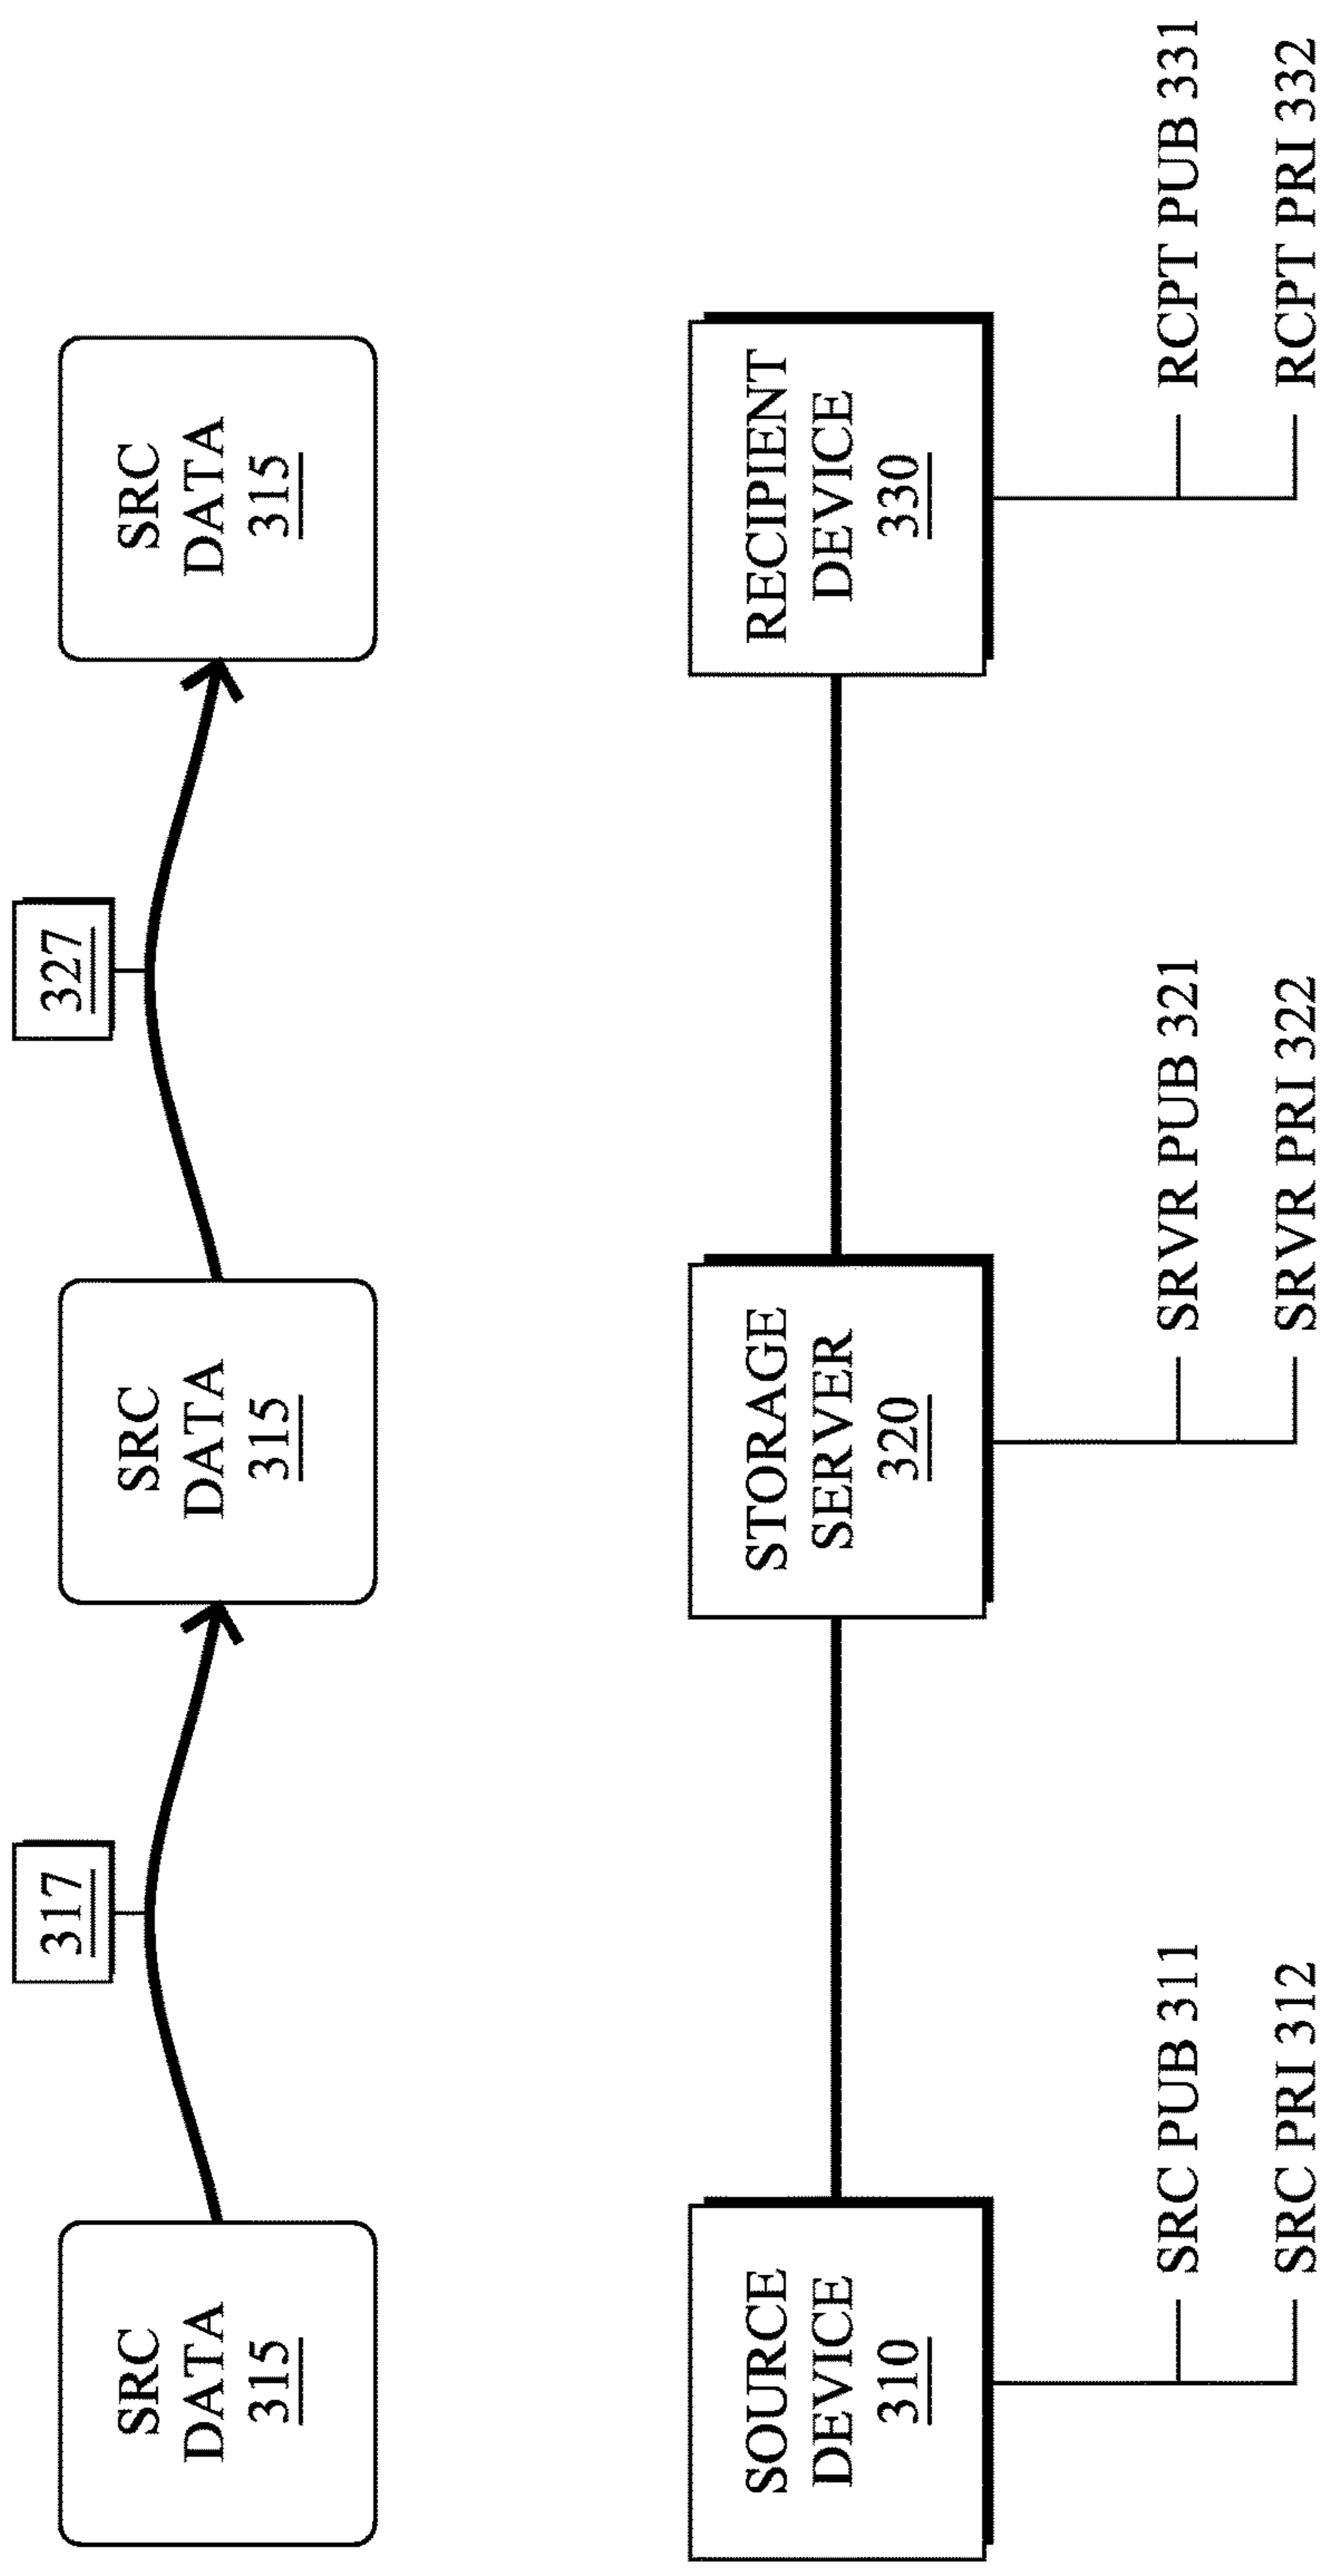 317
327
SRC
DATA
315
SRC
DATA
315
SRC
DATA
315
SOURCE
DEVICE
310
STORAGE
SERVER
320
RECIPIENT
DEVICE
330
SRC PUB 311
SRC PRI 312
SRVR PUB 321
SRVR PRI 322
RCPT PUB 331
RCPT PRI 332